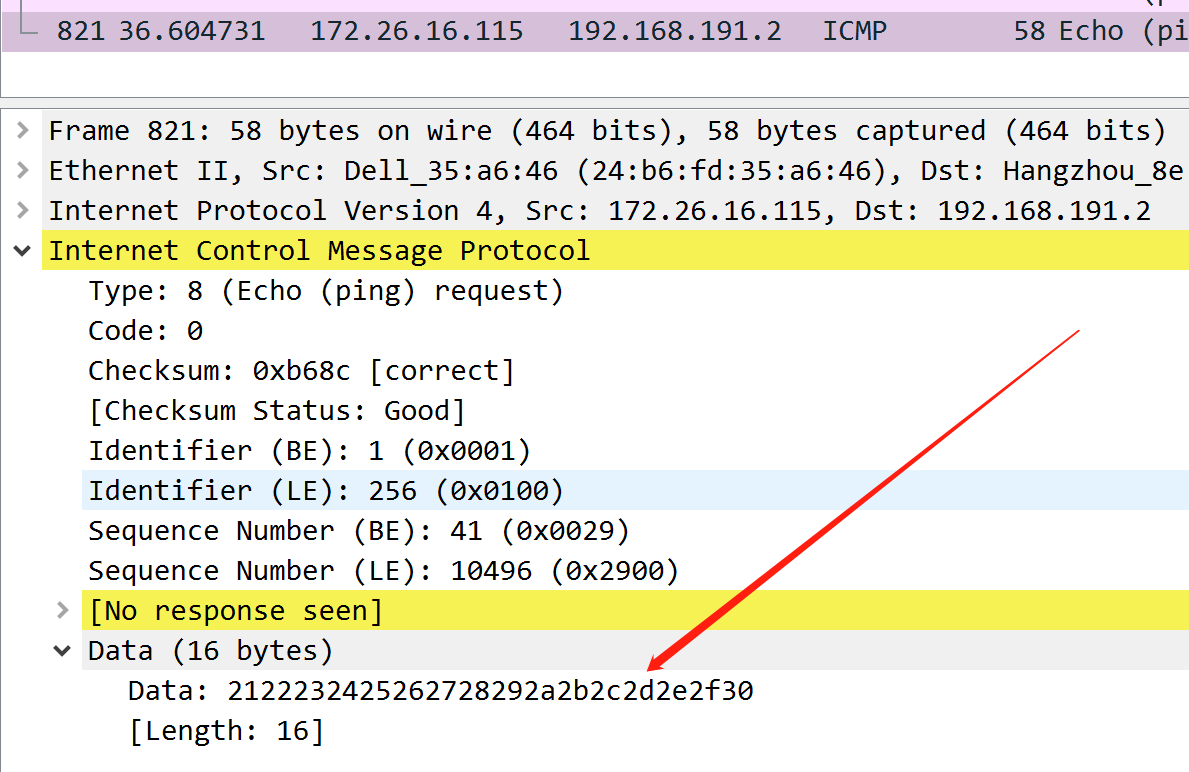 821 36.604731 172.26.16.115 192.168.191.2 ICMP 58 Echo (pi
Frame 821: 58 bytes on wire (464 bits), 58 bytes captured (464 bits)
Ethernet II, Src: Dell_35:a6:46 (24:b6:fd:35:a6:46), Dst: Hangzhou_8e
Internet Protocol Version 4, Src: 172.26.16.115, Dst: 192.168.191.2
Internet Control Message Protocol
Type: 8 (Echo (ping) request)
Code: 0
Checksum: 0xb68c [correct]
[Checksum Status: Good]
Identifier (BE): 1 (0x0001)
Identifier (LE): 256 (0x0100)
Sequence Number (BE): 41 (0x0029)
Sequence Number (LE): 10496 (0x2900)
[No response seen]
Data (16 bytes)
Data: 2122232425262728292a2b2c2d2e2f30
[Length: 16]